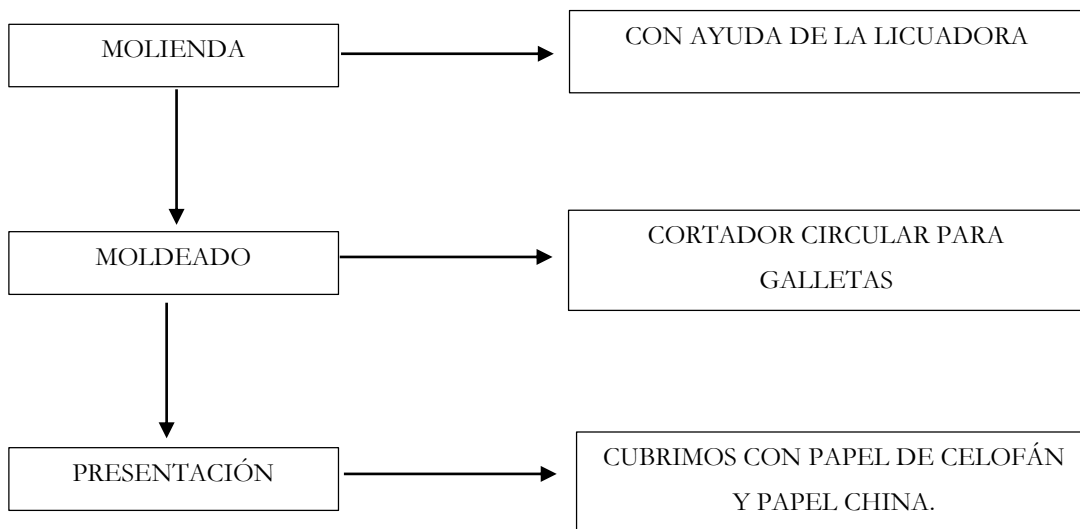 MOLIENDA
CON AYUDA DE LA LICUADORA
MOLDEADO
CORTADOR CIRCULAR PARA
GALLETAS
PRESENTACIÓN
CUBRIMOS CON PAPEL DE CELOFÁN
Y PAPEL CHINA.